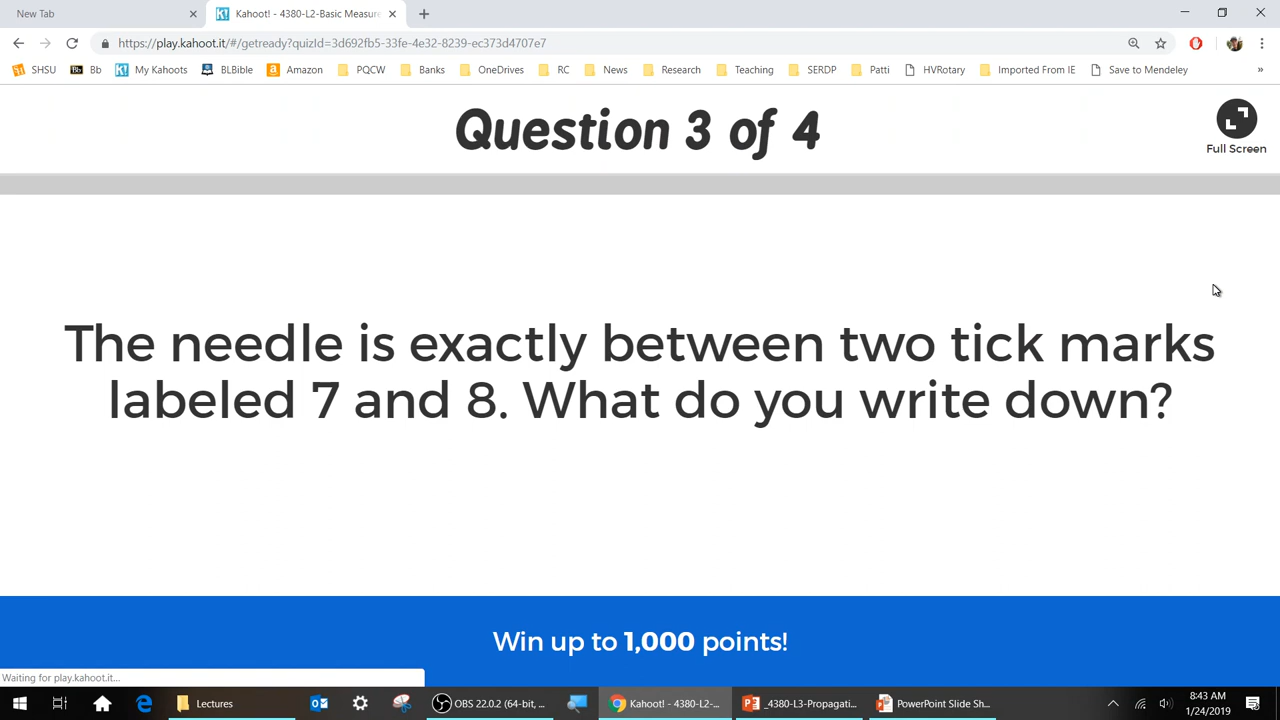 New Tab
Kahoot! - 4380-L2-Basic Measure
https://play.kahoot.it/#/getready?quizId=3d692fb5-33fe-4e32-8239-ec373d4707e7
SHSU Bb Bb My Kahoots BLBible Amazon PQCW Banks OneDrives RC News Research Teaching SERDP Patti HVRotary Imported From IE Save to Mendeley »
Question 3 of 4
Full Screen
The needle is exactly between two tick marks
labeled 7 and 8. What do you write down?
Win up to 1,000 points!
Waiting for play.kahoot.it...
Lectures
OBS 22.0.2 (64-bit, ...
Kahoot! - 4380-L2-...
_4380-L3-Propagati...
PowerPoint Slide Sh...
8:43 AM
1/24/2019